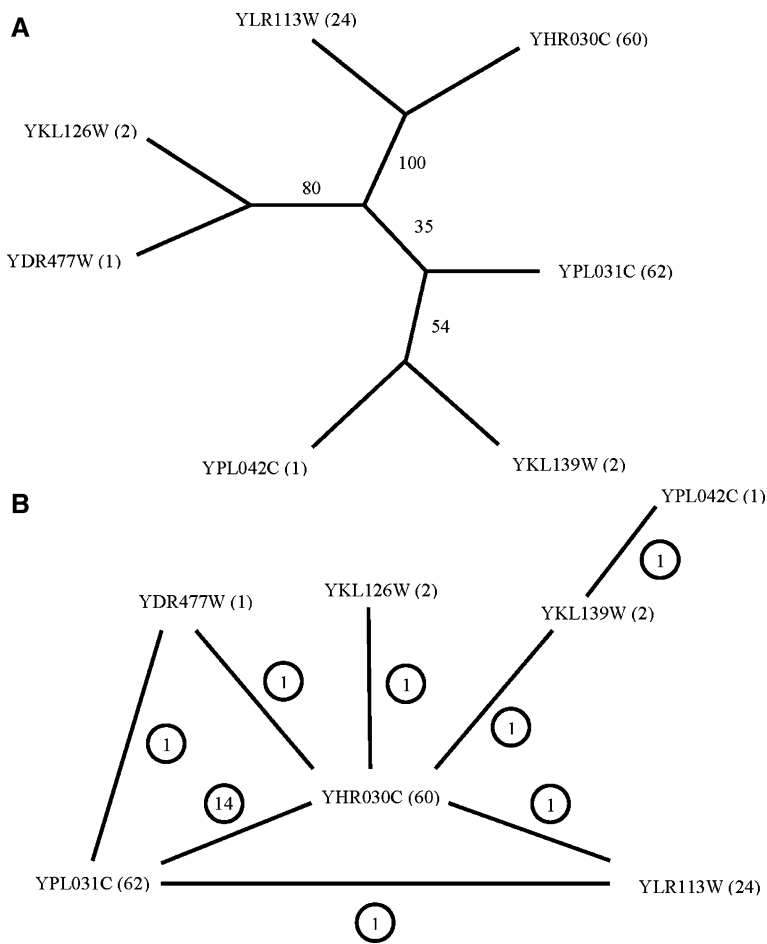 A
YLR113W (24)
YHR030C (60)
YKL126W (2)
100
80
35
YDR477W (1)
YPL031C (62)
54
YPL042C (1)
YKL139W (2)
B
YPL042C (1)
1
YKL126W (2)
YDR477W (1)
YKL139W (2)
1
1
1
1
14
YHR030C (60)
1
YPL031C (62)
YLR113W (24)
1